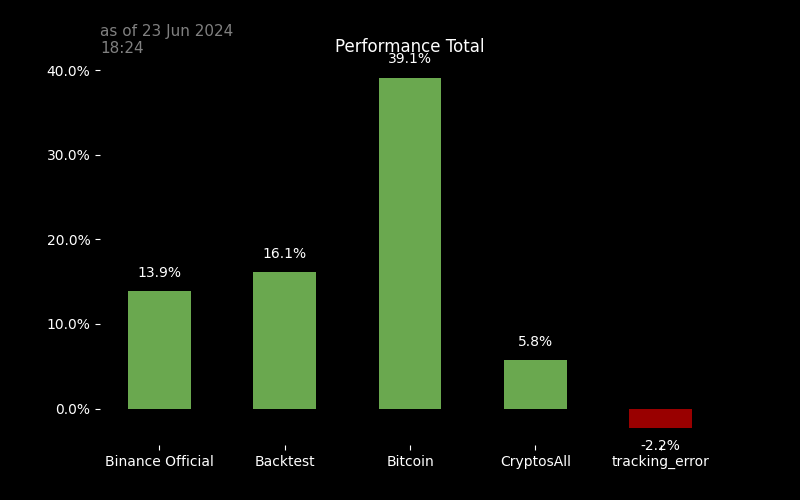 as of 23 Jun 2024
18:24
Performance Total
40.0%
30.0%
20.0%
10.0%
0.0%
13.9%
16.1%
39.1%
5.8%
-2.2%
Binance Official
Backtest
Bitcoin
CryptosAll
tracking_error